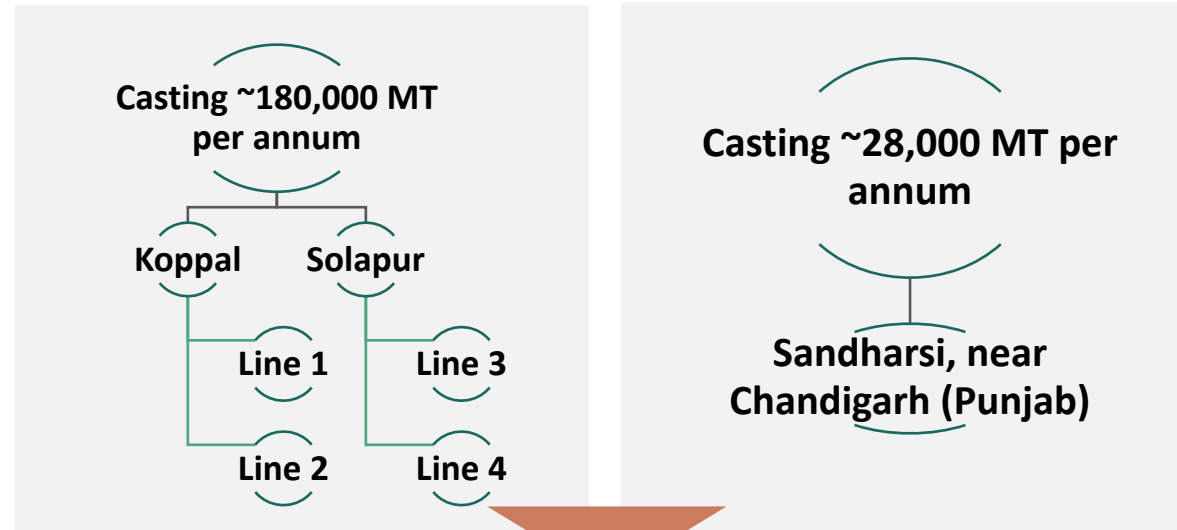 Casting ~180,000 MT
per annum
Koppal
Solapur
Line 1
Line 3
Line 2
Line 4
Casting ~28,000 MT per
annum
Sandharsi, near
Chandigarh (Punjab)